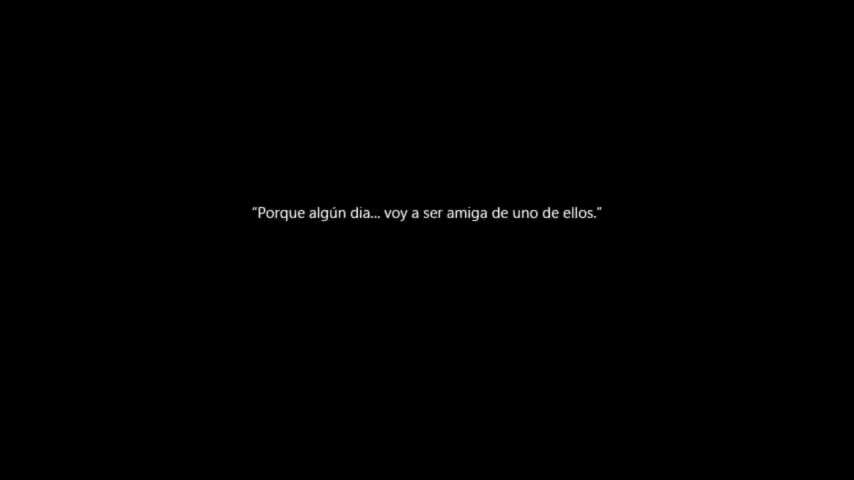 “Porque algún dia... voy a ser amiga de uno de ellos.”